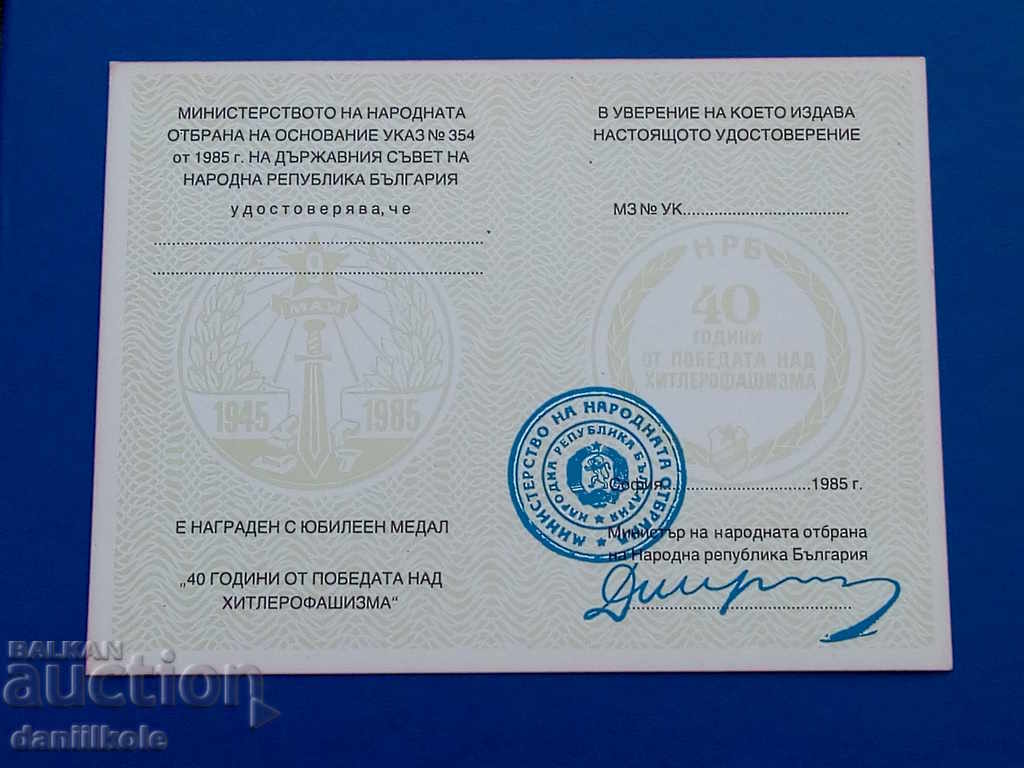 МИНИСТЕРСТВОТО НА НАРОДНАТА
ОТБРАНА НА ОСНОВАНИЕ УКАЗ № 354
от 1985 г. НА ДЪРЖАВНИЯ СЪВЕТ НА
НАРОДНА РЕПУБЛИКА БЪЛГАРИЯ
удостоверява, че
1945 1985
Е НАГРАДЕН С ЮБИЛЕЕН МЕДАЛ
„40 ГОДИНИ ОТ ПОБЕДАТА НАД
ХИТЛЕРОФАШИЗМА“
В УВЕРЕНИЕ НА КОЕТО ИЗДАВА
НАСТОЯЩОТО УДОСТОВЕРЕНИЕ
МЗ № УК
НРБ
40
ГОДИНИ
ОТ ПОБЕДАТА НАД
ХИТЛЕРОФАШИЗМА
МИНИСТЕРСТВО НА НАРОДНАТА ОТБРАНА
НАРОДНА РЕПУБЛИКА БЪЛГАРИЯ
София 1985 г.
Министър на народната отбрана
на Народна република България
BALKAN
auction
daniilkole